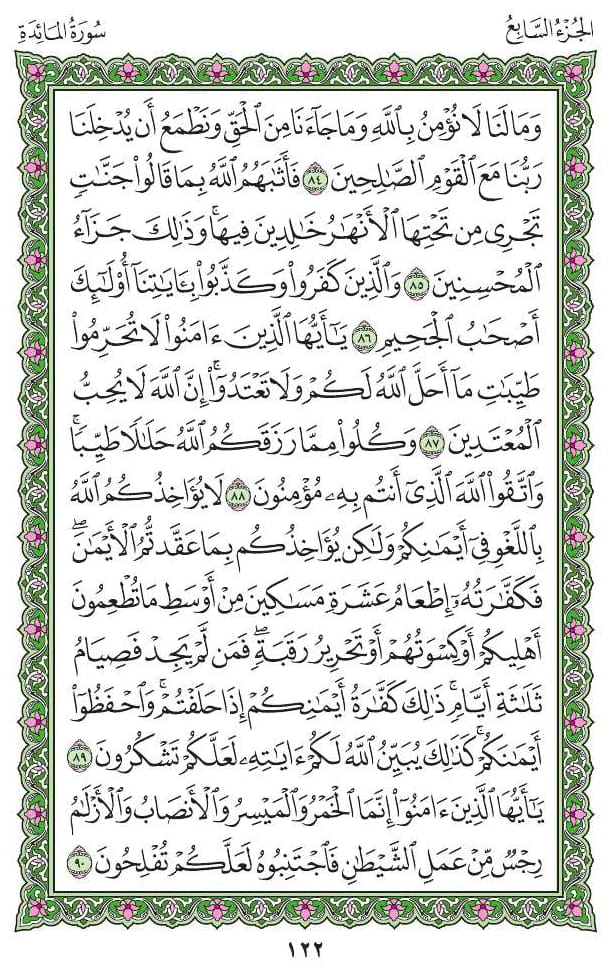 الجُزْءُ السَّابِعُ
سُورَةُ المَائِدَةِ
وَمَا لَنَا لَا نُؤْمِنُ بِٱللَّهِ وَمَا جَآءَنَا مِنَ ٱلْحَقِّ وَنَطْمَعُ أَن يُدْخِلَنَا
رَبُّنَا مَعَ ٱلْقَوْمِ ٱلصَّـٰلِحِينَ ٨٤ فَأَثَـٰبَهُمُ ٱللَّهُ بِمَا قَالُوا۟ جَنَّـٰتٍ
تَجْرِى مِن تَحْتِهَا ٱلْأَنْهَـٰرُ خَـٰلِدِينَ فِيهَا ۚ وَذَٰلِكَ جَزَآءُ
ٱلْمُحْسِنِينَ ٨٥ وَٱلَّذِينَ كَفَرُوا۟ وَكَذَّبُوا۟ بِـَٔايَـٰتِنَآ أُو۟لَـٰٓئِكَ
أَصْحَـٰبُ ٱلْجَحِيمِ ٨٦ يَـٰٓأَيُّهَا ٱلَّذِينَ ءَامَنُوا۟ لَا تُحَرِّمُوا۟
طَيِّبَـٰتِ مَآ أَحَلَّ ٱللَّهُ لَكُمْ وَلَا تَعْتَدُوٓا۟ ۚ إِنَّ ٱللَّهَ لَا يُحِبُّ
ٱلْمُعْتَدِينَ ٨٧ وَكُلُوا۟ مِمَّا رَزَقَكُمُ ٱللَّهُ حَلَـٰلًا طَيِّبًا ۚ
وَٱتَّقُوا۟ ٱللَّهَ ٱلَّذِىٓ أَنتُم بِهِۦ مُؤْمِنُونَ ٨٨ لَا يُؤَاخِذُكُمُ ٱللَّهُ
بِٱللَّغْوِ فِىٓ أَيْمَـٰنِكُمْ وَلَـٰكِن يُؤَاخِذُكُم بِمَا عَقَّدتُّمُ ٱلْأَيْمَـٰنَ ۖ
فَكَفَّـٰرَتُهُۥٓ إِطْعَامُ عَشَرَةِ مَسَـٰكِينَ مِنْ أَوْسَطِ مَا تُطْعِمُونَ
أَهْلِيكُمْ أَوْ كِسْوَتُهُمْ أَوْ تَحْرِيرُ رَقَبَةٍ ۖ فَمَن لَّمْ يَجِدْ فَصِيَامُ
ثَلَـٰثَةِ أَيَّامٍ ۚ ذَٰلِكَ كَفَّـٰرَةُ أَيْمَـٰنِكُمْ إِذَا حَلَفْتُمْ ۚ وَٱحْفَظُوٓا۟
أَيْمَـٰنَكُمْ ۚ كَذَٰلِكَ يُبَيِّنُ ٱللَّهُ لَكُمْ ءَايَـٰتِهِۦ لَعَلَّكُمْ تَشْكُرُونَ ٨٩
يَـٰٓأَيُّهَا ٱلَّذِينَ ءَامَنُوٓا۟ إِنَّمَا ٱلْخَمْرُ وَٱلْمَيْسِرُ وَٱلْأَنصَابُ وَٱلْأَزْلَـٰمُ
رِجْسٌ مِّنْ عَمَلِ ٱلشَّيْطَـٰنِ فَٱجْتَنِبُوهُ لَعَلَّكُمْ تُفْلِحُونَ ٩٠
١٢٢